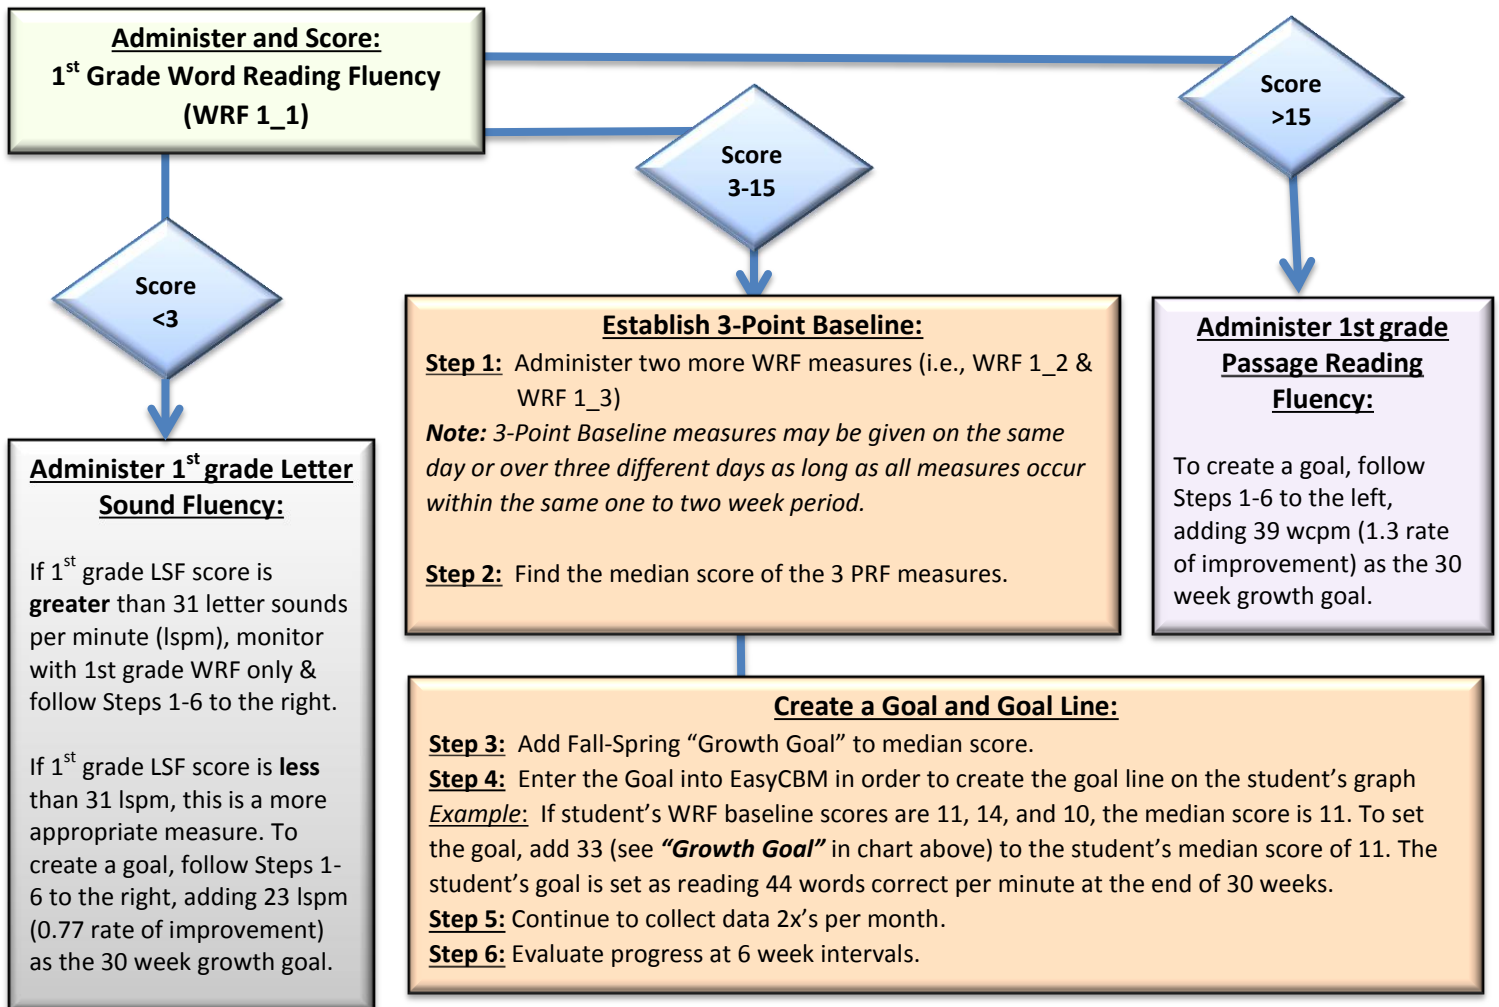 Administer and Score:
1st Grade Word Reading Fluency
(WRF 1_1)
Score
>15
Score
3-15
Score
<3
Establish 3-Point Baseline:
Step 1: Administer two more WRF measures (i.e., WRF 1_2 &
WRF 1_3)
Note: 3-Point Baseline measures may be given on the same
day or over three different days as long as all measures occur
within the same one to two week period.
Step 2: Find the median score of the 3 PRF measures.
Administer 1st grade
Passage Reading
Fluency:
To create a goal, follow
Steps 1-6 to the left,
adding 39 wcpm (1.3 rate
of improvement) as the 30
week growth goal.
Administer 1st grade Letter
Sound Fluency:
If 1st grade LSF score is
greater than 31 letter sounds
per minute (lspm), monitor
with 1st grade WRF only &
follow Steps 1-6 to the right.
If 1st grade LSF score is less
than 31 lspm, this is a more
appropriate measure. To
create a goal, follow Steps 1-
6 to the right, adding 23 lspm
(0.77 rate of improvement)
as the 30 week growth goal.
Create a Goal and Goal Line:
Step 3: Add Fall-Spring “Growth Goal” to median score.
Step 4: Enter the Goal into EasyCBM in order to create the goal line on the student’s graph
Example: If student’s WRF baseline scores are 11, 14, and 10, the median score is 11. To set
the goal, add 33 (see “Growth Goal” in chart above) to the student’s median score of 11. The
student’s goal is set as reading 44 words correct per minute at the end of 30 weeks.
Step 5: Continue to collect data 2x’s per month.
Step 6: Evaluate progress at 6 week intervals.